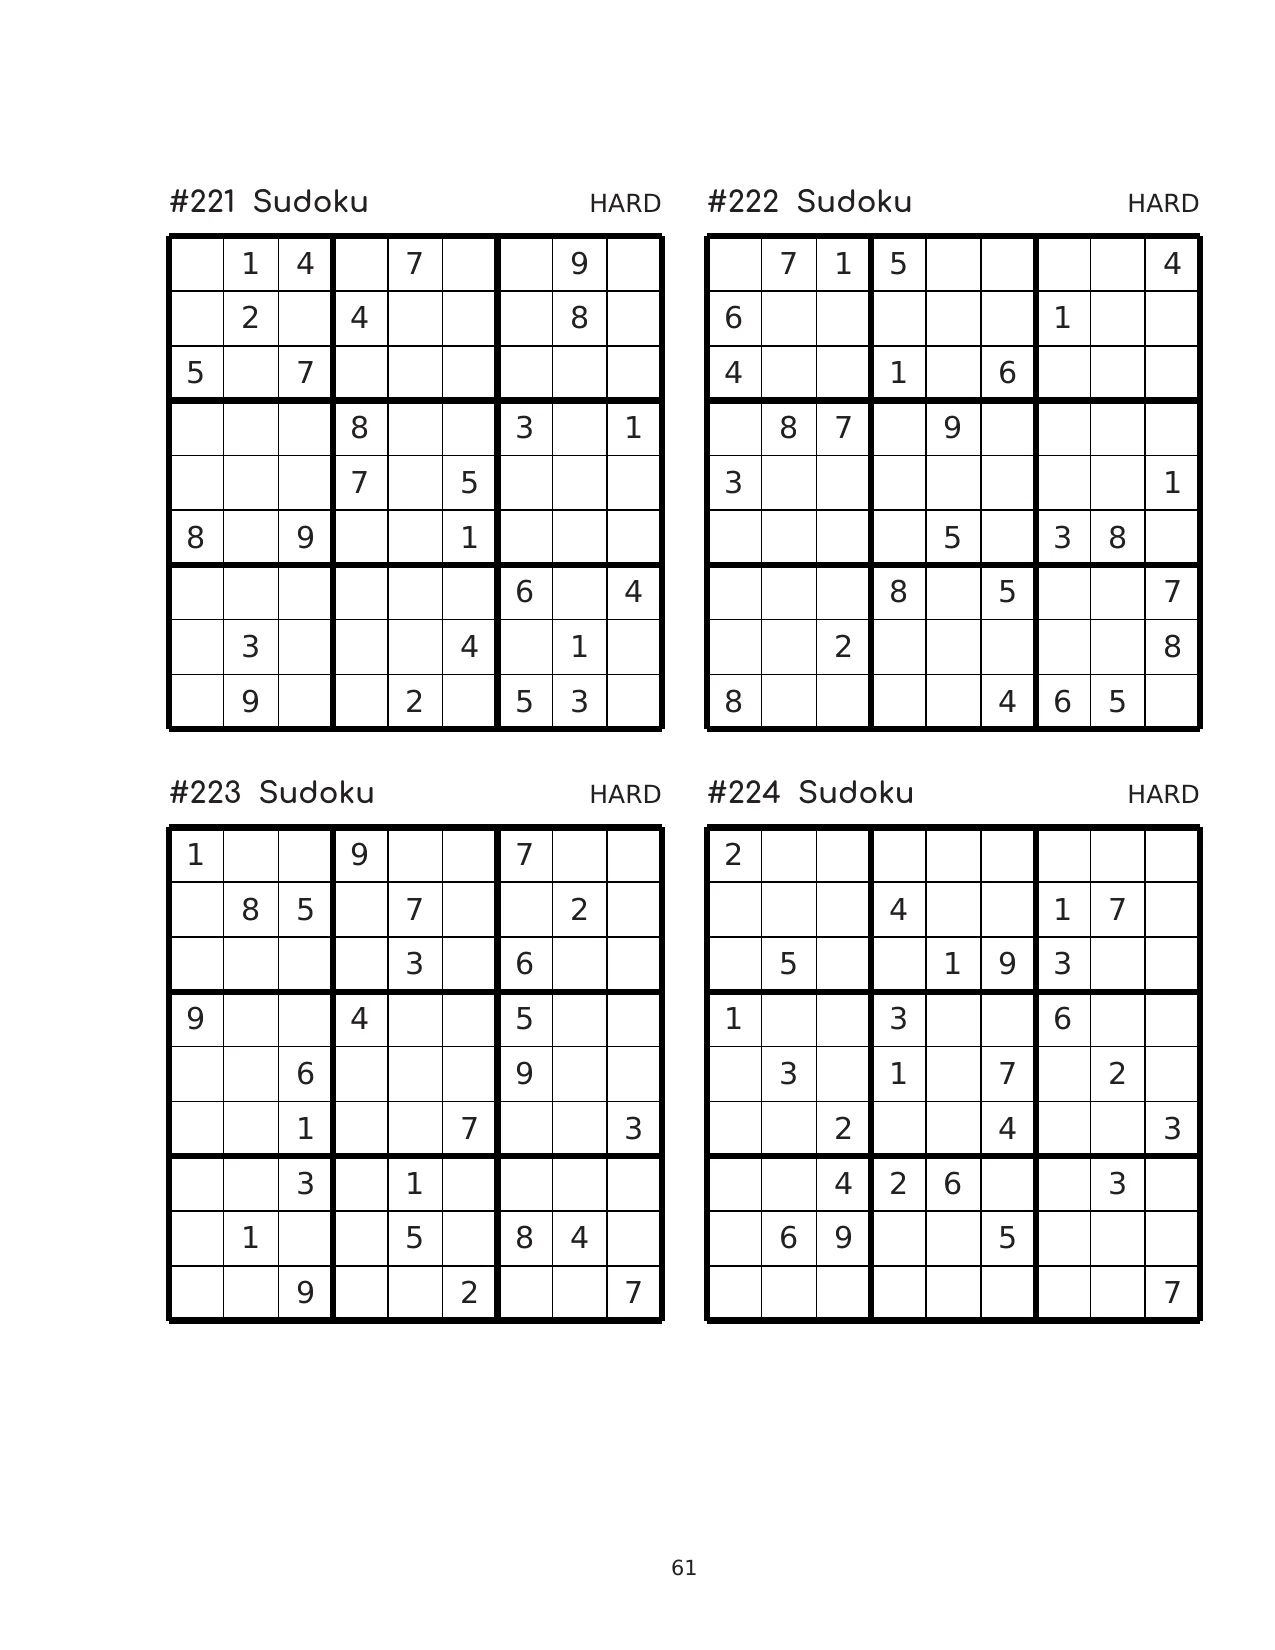 #221 Sudoku HARD
1 4 7 9
2 4 8
5 7
8 3 1
7 5
8 9 1
6 4
3 4 1
9 2 5 3
#222 Sudoku HARD
7 1 5 4
6 1
4 1 6
8 7 9
3 1
5 3 8
8 5 7
2 8
8 4 6 5
#223 Sudoku HARD
1 9 7
8 5 7 2
3 6
9 4 5
6 9
1 7 3
3 1
1 5 8 4
9 2 7
#224 Sudoku HARD
2
4 1 7
5 1 9 3
1 3 6
3 1 7 2
2 4 3
4 2 6 3
6 9 5
7
61